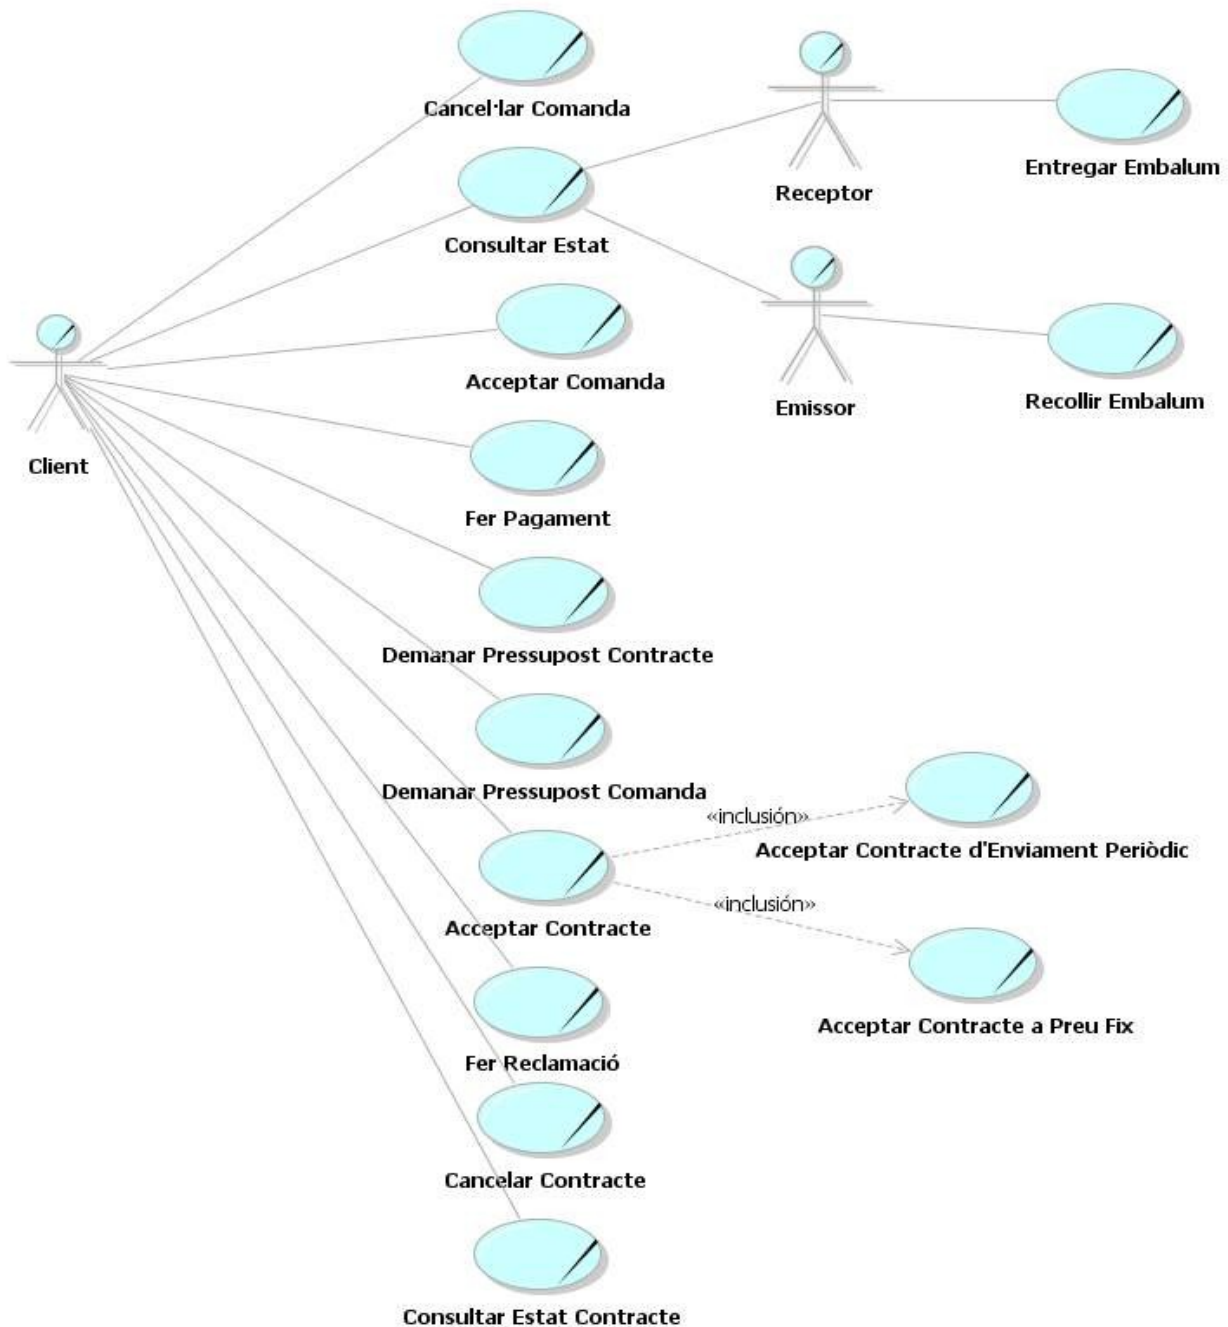 Cancel·lar Comanda
Entregar Embalum
Receptor
Consultar Estat
Acceptar Comanda
Emissor
Recollir Embalum
Client
Fer Pagament
Demanar Pressupost Contracte
Demanar Pressupost Comanda
«inclusión»
Acceptar Contracte d'Enviament Periòdic
«inclusión»
Acceptar Contracte
Acceptar Contracte a Preu Fix
Fer Reclamació
Cancelar Contracte
Consultar Estat Contracte